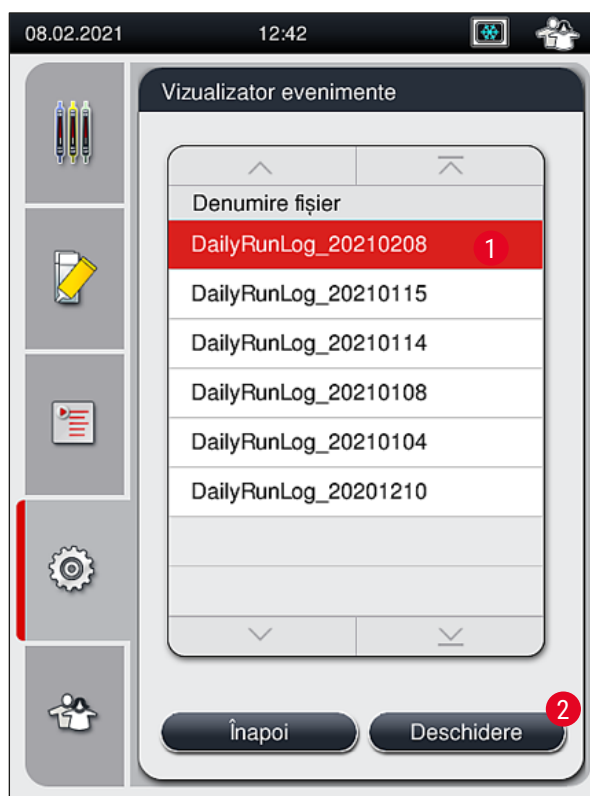 08.02.2021 12:42
Vizualizator evenimente
Denumire fișier
DailyRunLog_20210208 1
DailyRunLog_20210115
DailyRunLog_20210114
DailyRunLog_20210108
DailyRunLog_20210104
DailyRunLog_20201210
2
Înapoi Deschidere